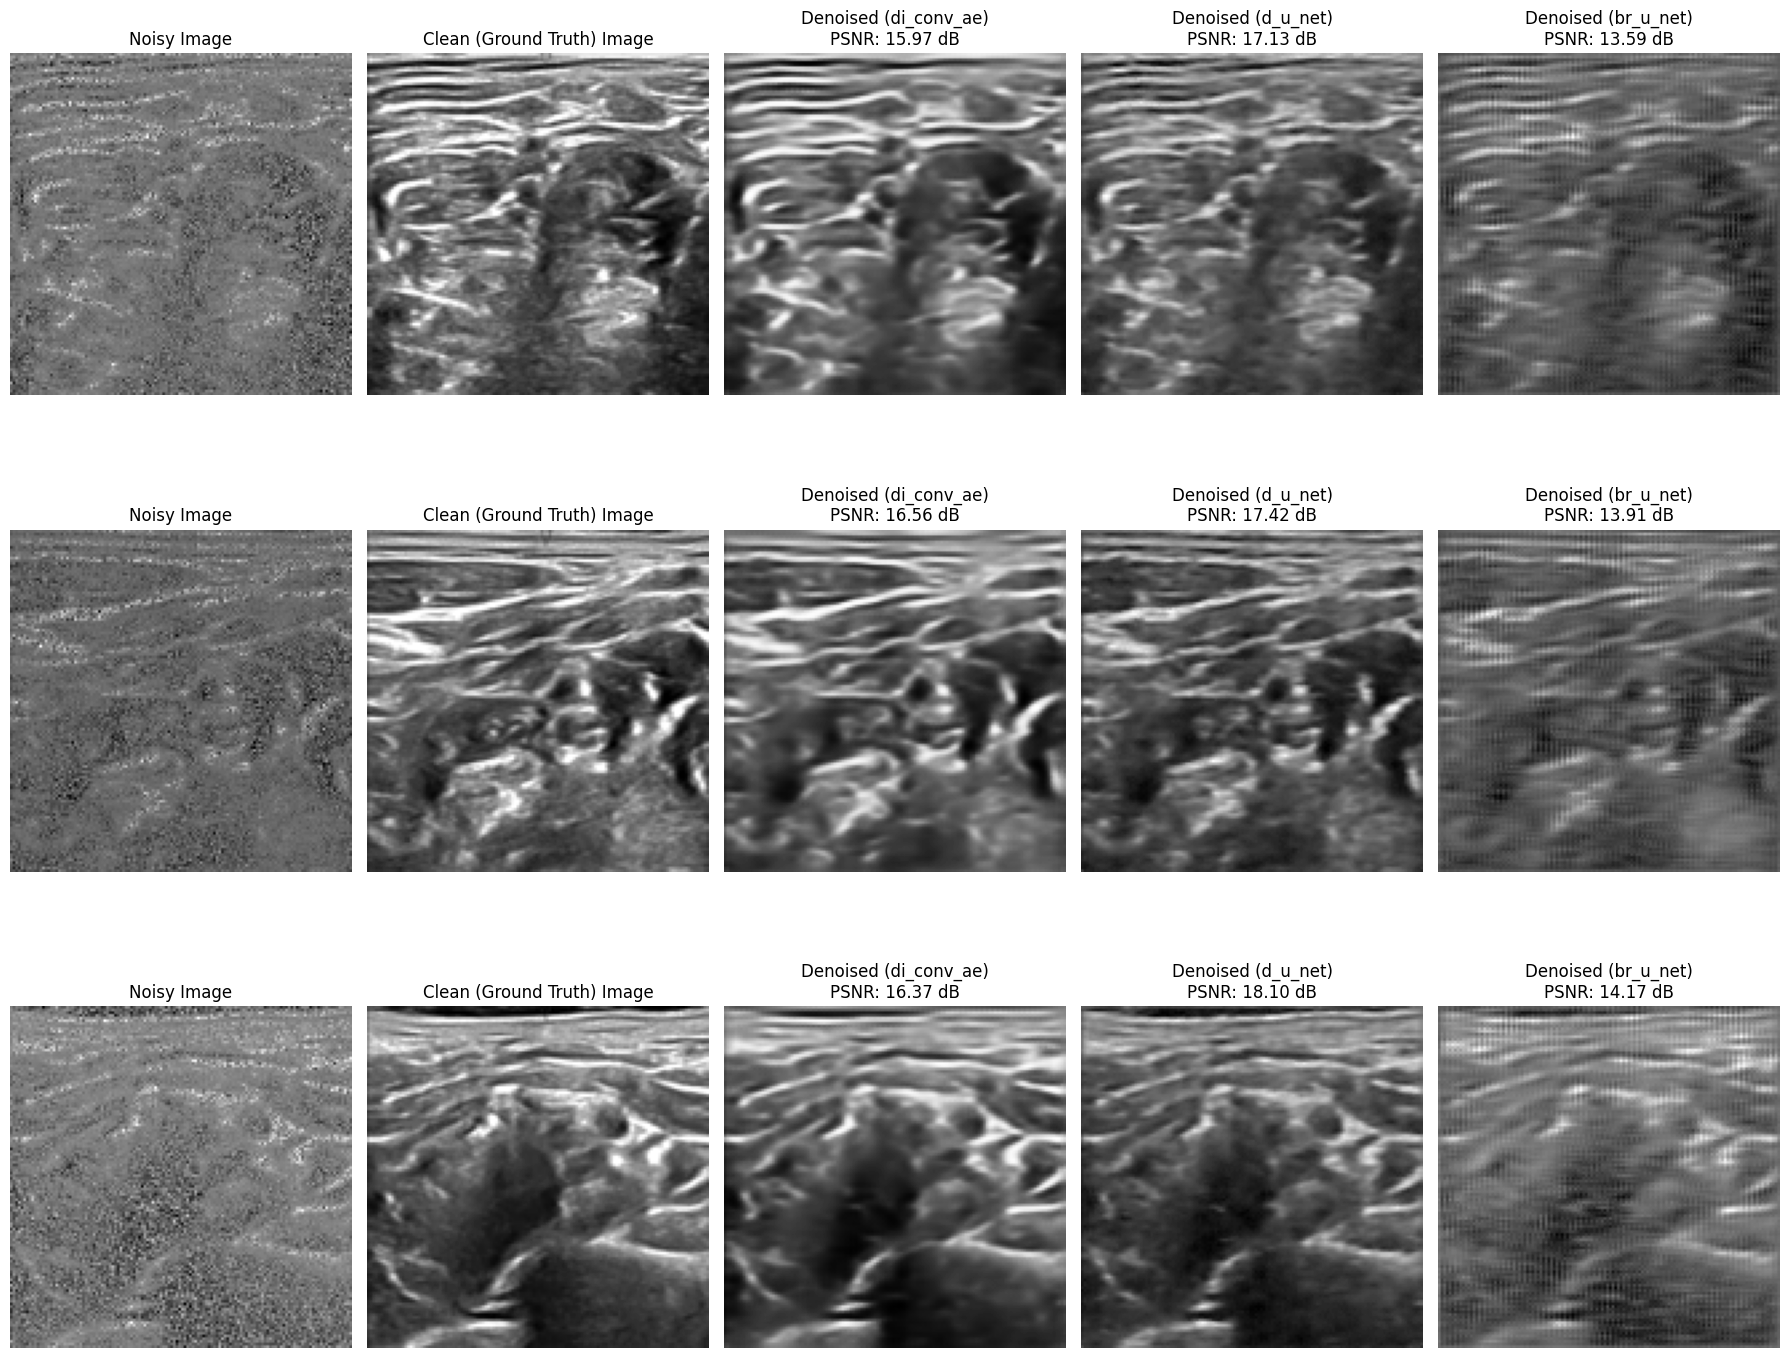 Noisy Image
Clean (Ground Truth) Image
Denoised (di_conv_ae)
PSNR: 15.97 dB
Denoised (d_u_net)
PSNR: 17.13 dB
Denoised (br_u_net)
PSNR: 13.59 dB
Noisy Image
Clean (Ground Truth) Image
Denoised (di_conv_ae)
PSNR: 16.56 dB
Denoised (d_u_net)
PSNR: 17.42 dB
Denoised (br_u_net)
PSNR: 13.91 dB
Noisy Image
Clean (Ground Truth) Image
Denoised (di_conv_ae)
PSNR: 16.37 dB
Denoised (d_u_net)
PSNR: 18.10 dB
Denoised (br_u_net)
PSNR: 14.17 dB